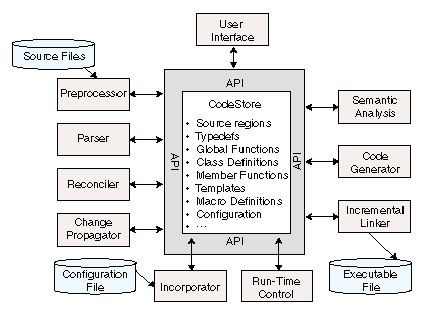 User
Interface
Source Files
API
Preprocessor
CodeStore
• Source regions
• Typedefs
• Global Functions
• Class Definitions
• Member Functions
• Templates
• Macro Definitions
• Configuration
• ...
API
API
Semantic
Analysis
Parser
Code
Generator
Reconciler
Change
Propagator
Incremental
Linker
API
Configuration
File
Incorporator
Run-Time
Control
Executable
File